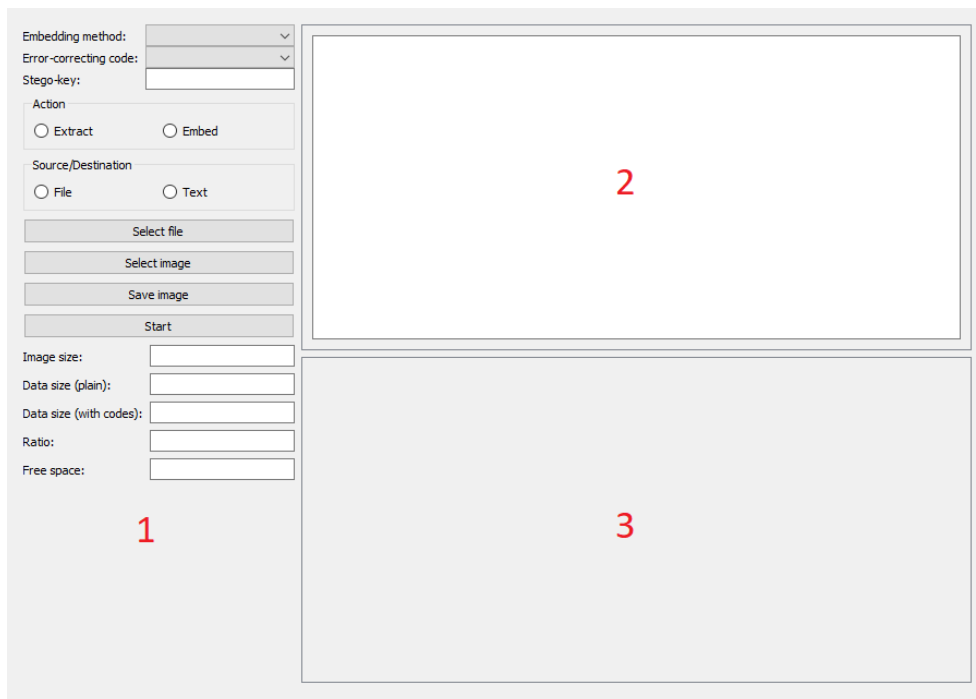 Embedding method:
Error-correcting code:
Stego-key:
Action
Extract Embed
Source/Destination
File Text
Select file
Select image
Save image
Start
Image size:
Data size (plain):
Data size (with codes):
Ratio:
Free space:
1
2
3